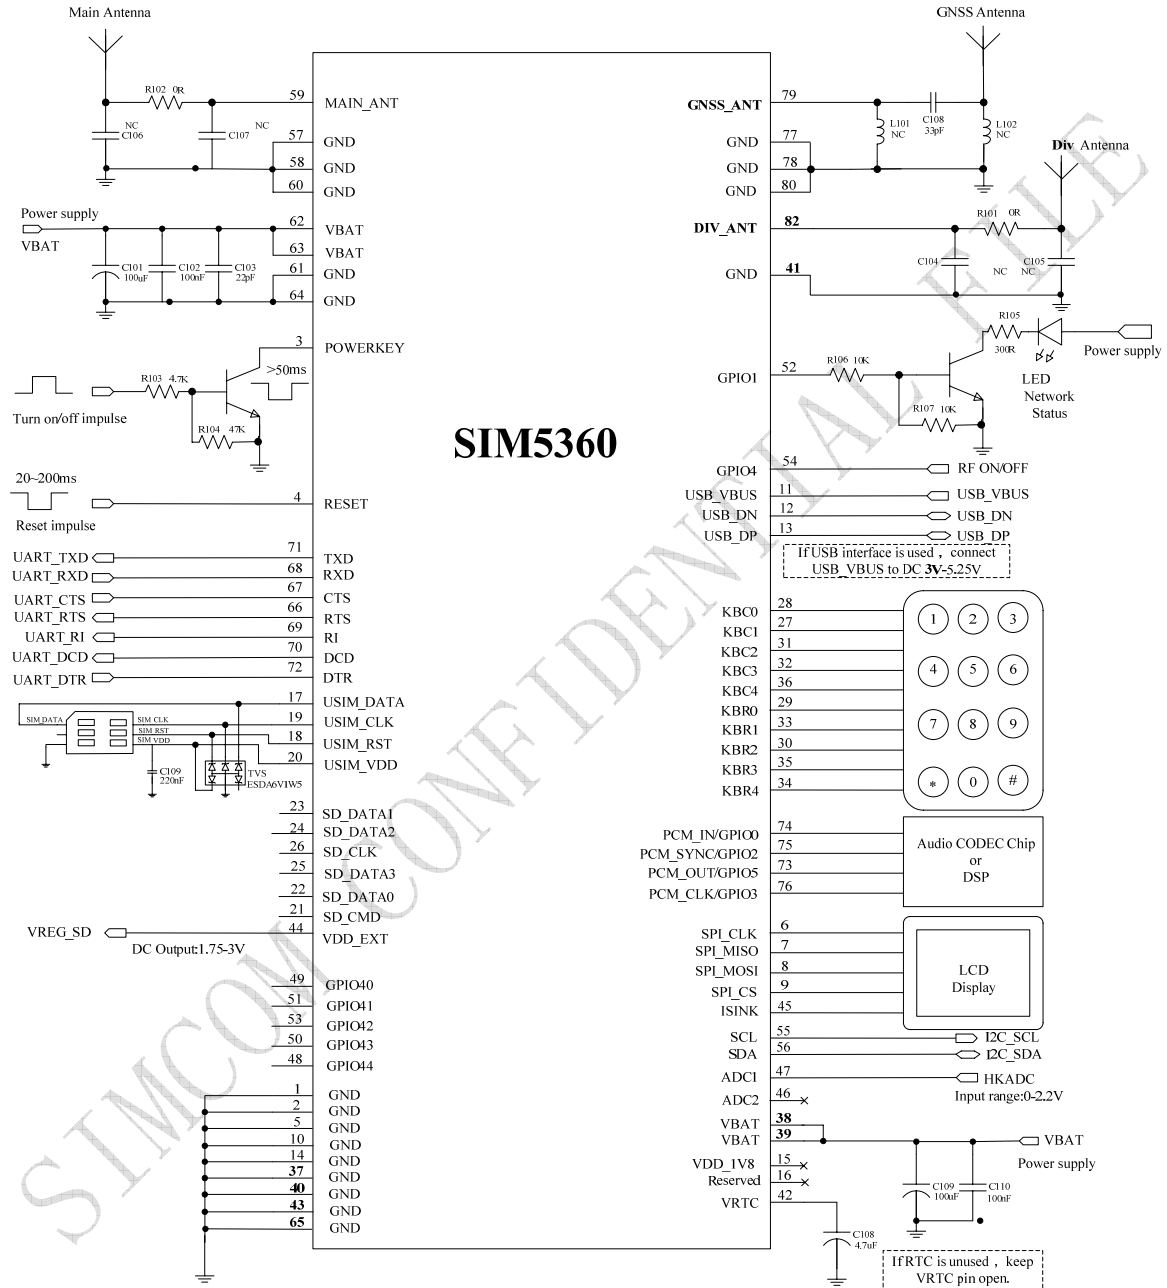 Main Antenna
GNSS Antenna
R102 0R
59
MAIN_ANT
NC
C106
NC
C107
57
GND
58
GND
60
GND
79
GNSS_ANT
77
GND
78
GND
80
GND
L101
NC
C108
33pF
L102
NC
Div Antenna
Power supply
VBAT
62
VBAT
63
VBAT
61
GND
64
GND
C101
100uF
C102
100nF
C103
22pF
82
DIV_ANT
R101 0R
41
GND
C104
NC
NC
C105
3
POWERKEY
>50ms
R103 4.7K
R104 47K
Turn on/off impulse
R105
300R
Power supply
52
GPIO1
R106 10K
R107 10K
LED
Network
Status
SIM5360
20~200ms
Reset impulse
4
RESET
54
GPIO4
RF ON/OFF
11
USB_VBUS
USB_VBUS
12
USB_DN
USB_DN
13
USB_DP
USB_DP
If USB interface is used , connect
USB_VBUS to DC 3V-5.25V
UART_TXD
71
TXD
UART_RXD
68
RXD
UART_CTS
67
CTS
UART_RTS
66
RTS
UART_RI
69
RI
UART_DCD
70
DCD
UART_DTR
72
DTR
17
USIM_DATA
19
USIM_CLK
18
USIM_RST
20
USIM_VDD
SIM_DATA
SIM_CLK
SIM_RST
SIM_VDD
C109
220nF
TVS
ESDA6V1W5
28
KBC0
27
KBC1
31
KBC2
32
KBC3
36
KBC4
29
KBR0
33
KBR1
30
KBR2
35
KBR3
34
KBR4
1 2 3
4 5 6
7 8 9
* 0 #
23
SD_DATA1
24
SD_DATA2
26
SD_CLK
25
SD_DATA3
22
SD_DATA0
21
SD_CMD
44
VDD_EXT
VREG_SD
DC Output:1.75-3V
74
PCM_IN/GPIO0
75
PCM_SYNC/GPIO2
73
PCM_OUT/GPIO5
76
PCM_CLK/GPIO3
Audio CODEC Chip
or
DSP
6
SPI_CLK
7
SPI_MISO
8
SPI_MOSI
9
SPI_CS
45
ISINK
LCD
Display
49
GPIO40
51
GPIO41
53
GPIO42
50
GPIO43
48
GPIO44
55
SCL
I2C_SCL
56
SDA
I2C_SDA
47
ADC1
HKADC
Input range:0-2.2V
46
ADC2
38
VBAT
39
VBAT
VBAT
Power supply
15
VDD_1V8
16
Reserved
42
VRTC
C109
100uF
C110
100nF
C108
4.7uF
If RTC is unused , keep
VRTC pin open.
1
GND
2
GND
5
GND
10
GND
14
GND
37
GND
40
GND
43
GND
65
GND
SIMCOM CONFIDENTIAL FILE